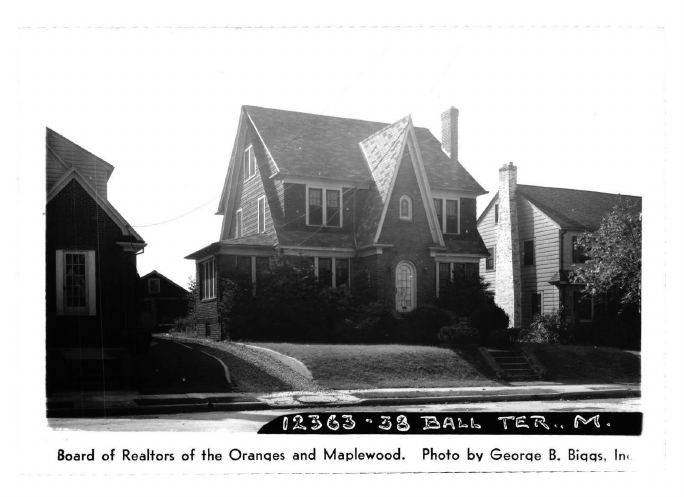 12363 - 38 BALL TER., M.
Board of Realtors of the Oranges and Maplewood. Photo by George B. Biggs, Inc